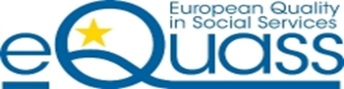 European Quality
in Social Services
eQuass